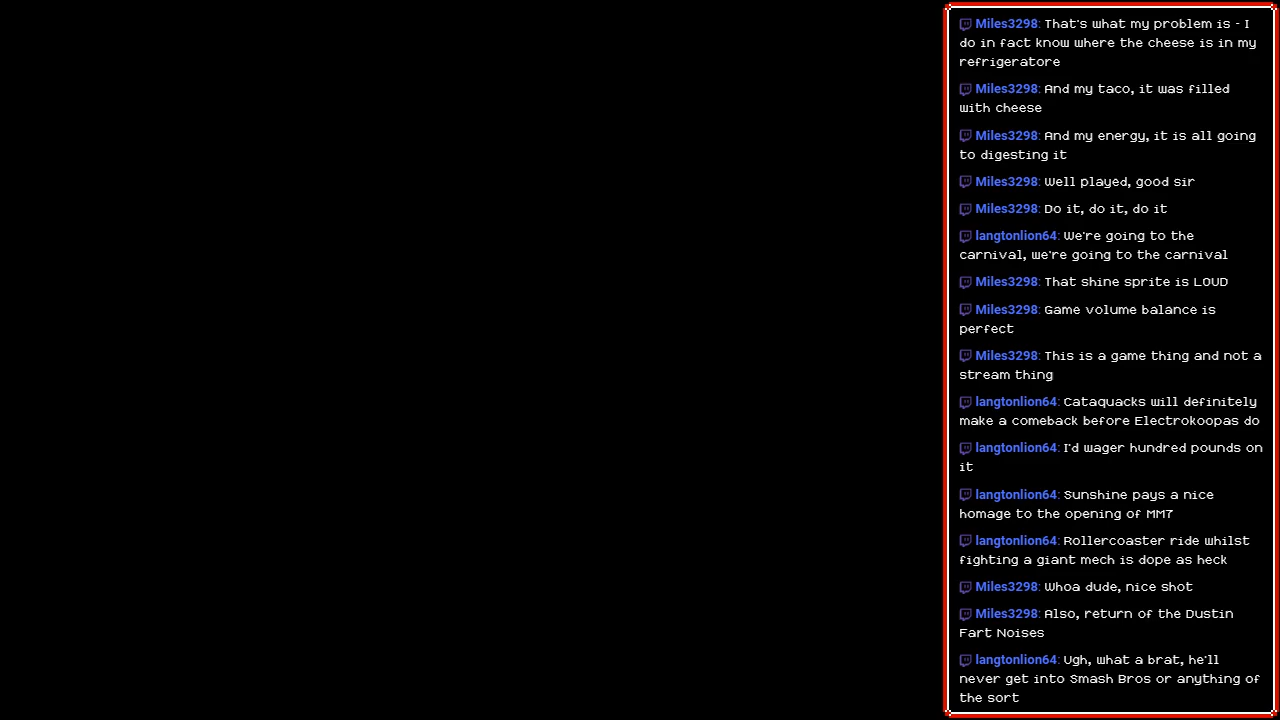 Miles3298: That's what my problem is - I
do in fact know where the cheese is in my
refrigeratore
Miles3298: And my taco, it was filled
with cheese
Miles3298: And my energy, it is all going
to digesting it
Miles3298: Well played, good sir
Miles3298: Do it, do it, do it
langtonlion64: We're going to the
carnival, we're going to the carnival
Miles3298: That shine sprite is LOUD
Miles3298: Game volume balance is
perfect
Miles3298: This is a game thing and not a
stream thing
langtonlion64: Cataquacks will definitely
make a comeback before Electrokoopas do
langtonlion64: I'd wager hundred pounds on
it
langtonlion64: Sunshine pays a nice
homage to the opening of MM7
langtonlion64: Rollercoaster ride whilst
fighting a giant mech is dope as heck
Miles3298: Whoa dude, nice shot
Miles3298: Also, return of the Dustin
Fart Noises
langtonlion64: Ugh, what a brat, he'll
never get into Smash Bros or anything of
the sort